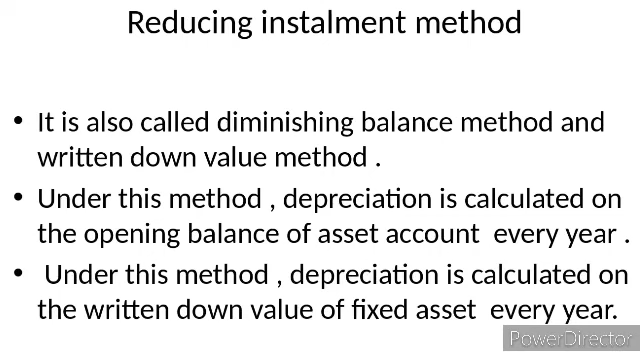 Reducing instalment method
• It is also called diminishing balance method and
written down value method .
• Under this method , depreciation is calculated on
the opening balance of asset account  every year .
•  Under this method , depreciation is calculated on
the written down value of fixed asset  every year.
PowerDirector